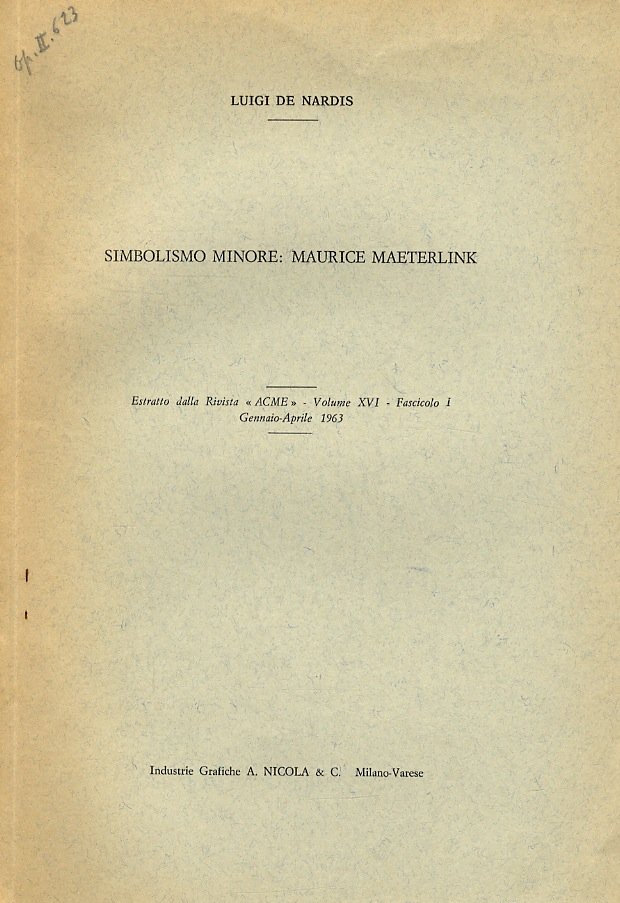 Op. II. 623
LUIGI DE NARDIS
SIMBOLISMO MINORE: MAURICE MAETERLINK
Estratto dalla Rivista « ACME » - Volume XVI - Fascicolo I
Gennaio-Aprile 1963
Industrie Grafiche A. NICOLA & C. Milano-Varese